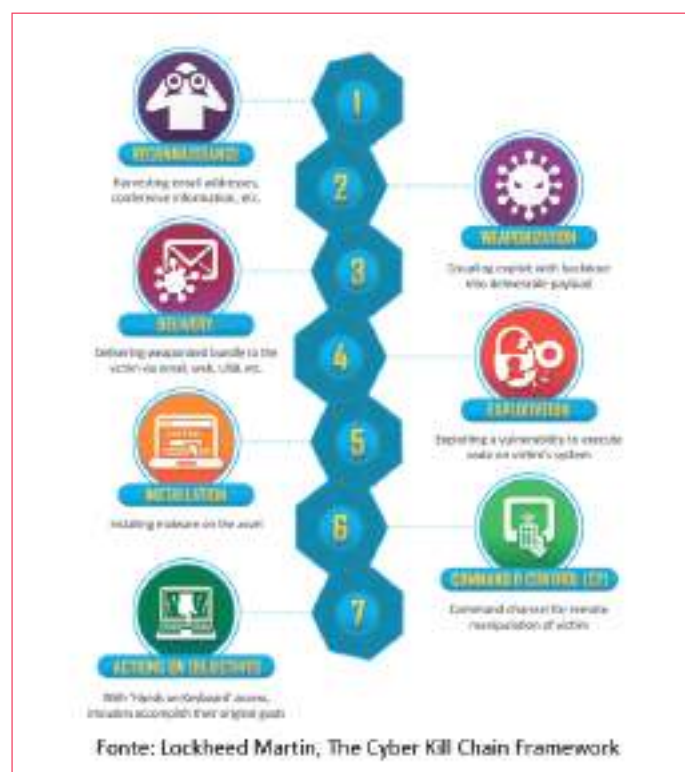 1
RECONNAISSANCE
Harvesting email addresses,
conference information, etc.
2
WEAPONIZATION
Coupling exploit with backdoor
into deliverable payload
3
DELIVERY
Delivering weaponized bundle to the
victim via email, web, USB, etc.
4
EXPLOITATION
Exploiting a vulnerability to execute
code on victim's system
5
INSTALLATION
Installing malware on the asset
6
COMMAND & CONTROL (C2)
Command channel for remote
manipulation of victim
7
ACTIONS ON OBJECTIVES
With 'Hands on Keyboard' access,
intruders accomplish their original goals
Fonte: Lockheed Martin, The Cyber Kill Chain Framework